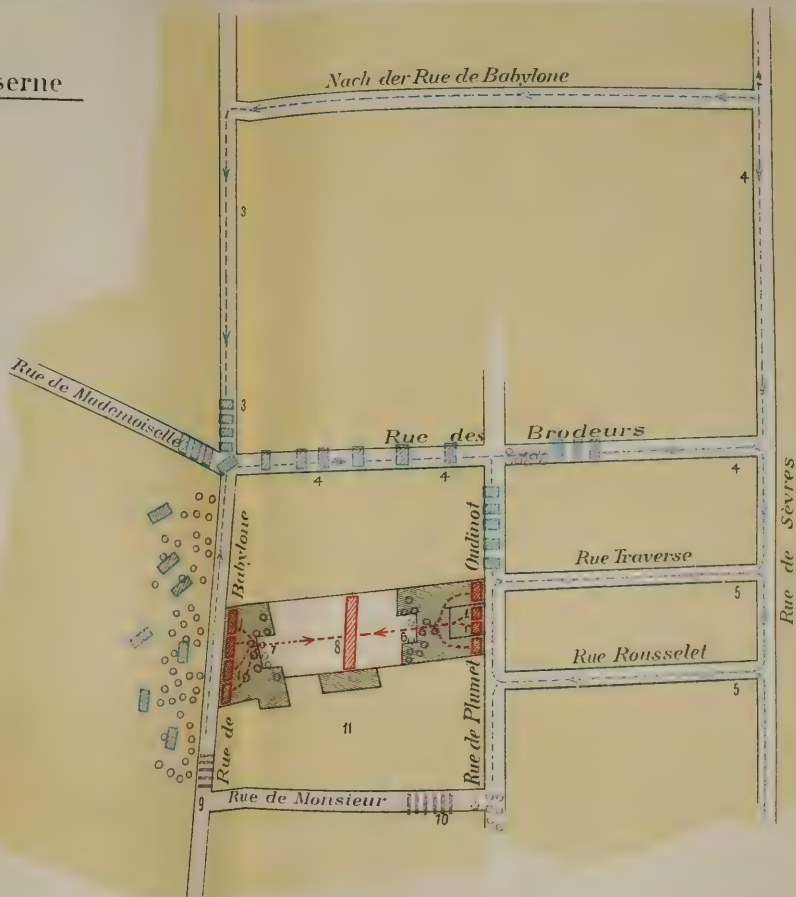 serne
Nach der Rue de Babylone
4
3
Rue de Mademoiselle
3
Rue des Brodeurs
4
4
4
Rue de Babylone
Rue de Plumet Oudinot
Rue Traverse
5
Rue de Sèvres
7
8
6
Rue Rousselet
5
11
9
Rue de Monsieur
10